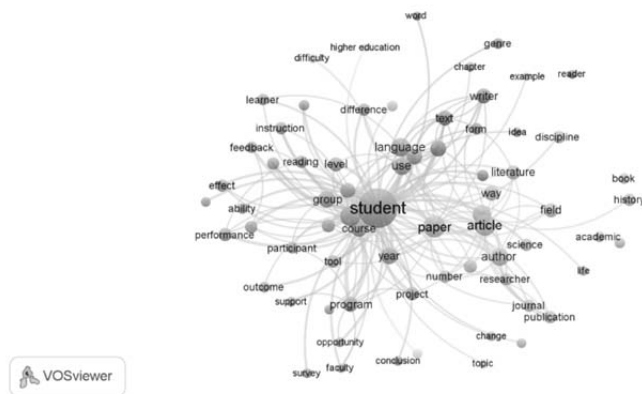 word
higher education
genre
difficulty
chapter
example
reader
learner
difference
writer
text
instruction
form
idea
discipline
feedback
language
reading
level
use
literature
effect
book
way
history
ability
group
student
field
performance
course
paper
article
academic
participant
year
science
author
tool
researcher
life
number
outcome
support
program
project
journal
publication
opportunity
change
survey
faculty
conclusion
topic
VOSviewer